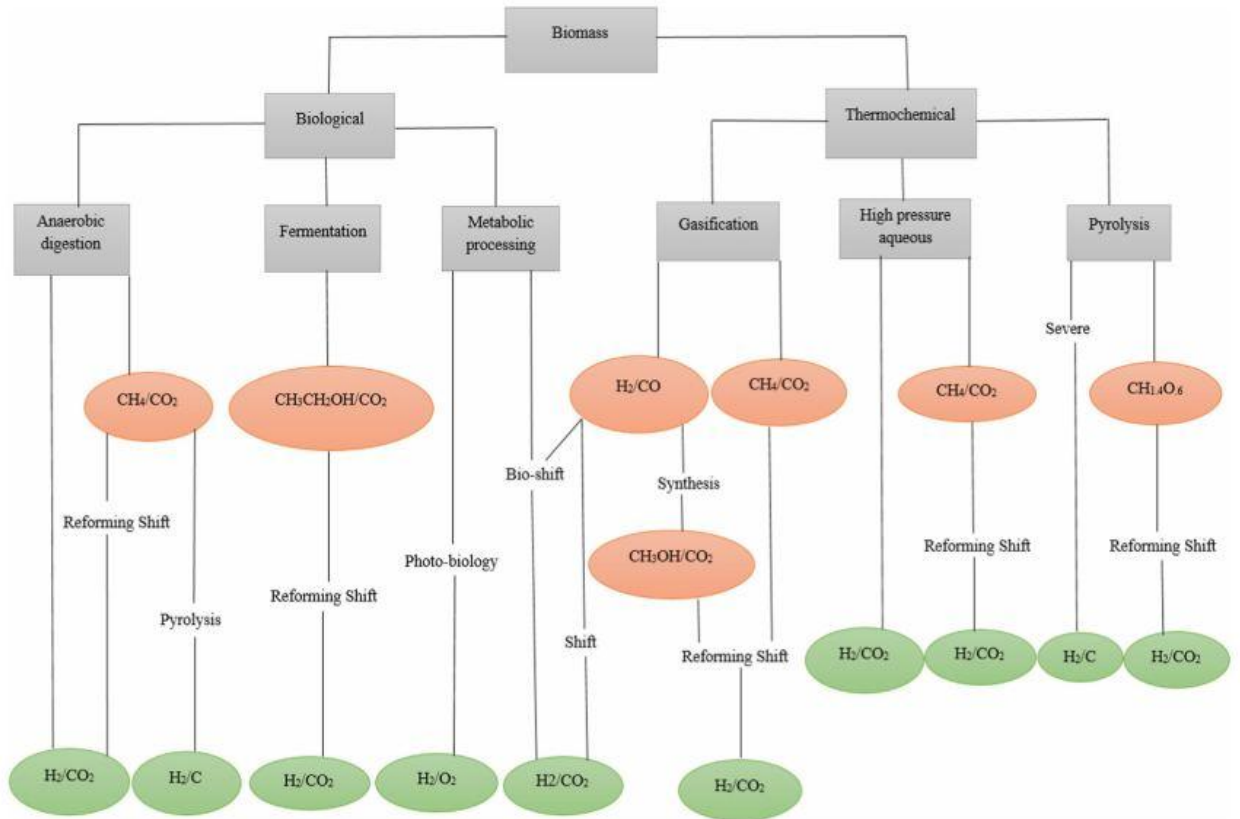 Biomass
Biological
Thermochemical
Anaerobic
digestion
Fermentation
Metabolic
processing
Gasification
High pressure
aqueous
Pyrolysis
Severe
CH₄/CO₂
CH₃CH₂OH/CO₂
H₂/CO
CH₄/CO₂
CH₄/CO₂
CH₁.₄O.₆
Bio-shift
Synthesis
Reforming Shift
Photo-biology
CH₃OH/CO₂
Reforming Shift
Reforming Shift
Reforming Shift
Pyrolysis
Shift
Reforming Shift
H₂/CO₂
H₂/CO₂
H₂/C
H₂/CO₂
H₂/CO₂
H₂/C
H₂/CO₂
H₂/O₂
H2/CO₂
H₂/CO₂